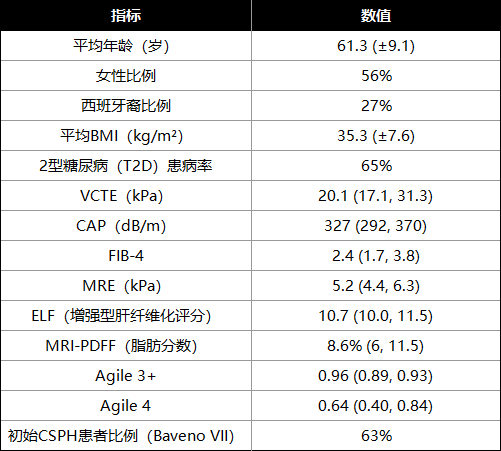 指标 数值
平均年龄（岁） 61.3 (±9.1)
女性比例 56%
西班牙裔比例 27%
平均BMI（kg/m²） 35.3 (±7.6)
2型糖尿病（T2D）患病率 65%
VCTE（kPa） 20.1 (17.1, 31.3)
CAP（dB/m） 327 (292, 370)
FIB-4 2.4 (1.7, 3.8)
MRE（kPa） 5.2 (4.4, 6.3)
ELF（增强型肝纤维化评分） 10.7 (10.0, 11.5)
MRI-PDFF（脂肪分数） 8.6% (6, 11.5)
Agile 3+ 0.96 (0.89, 0.93)
Agile 4 0.64 (0.40, 0.84)
初始CSPH患者比例（Baveno VII） 63%